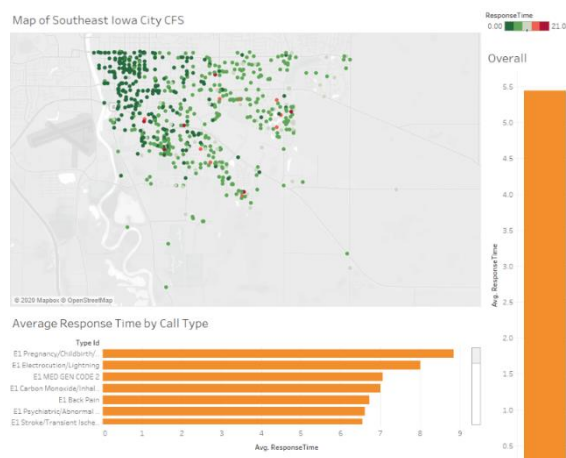 Map of Southeast Iowa City CFS
ResponseTime
0.00 21.0
Overall
5.5
5.0
4.5
4.0
3.5
3.0
2.5
2.0
1.5
1.0
0.5
Avg. ResponseTime
© 2020 Mapbox © OpenStreetMap
Average Response Time by Call Type
Type Id
E1 Pregnancy/Childbirth/..
E1 Electrocution/Lightning
E1 MED GEN CODE 2
E1 Carbon Monoxide/Inhal..
E1 Back Pain
E1 Psychiatric/Abnormal ..
E1 Stroke/Transient Ische..
0 1 2 3 4 5 6 7 8 9
Avg. ResponseTime